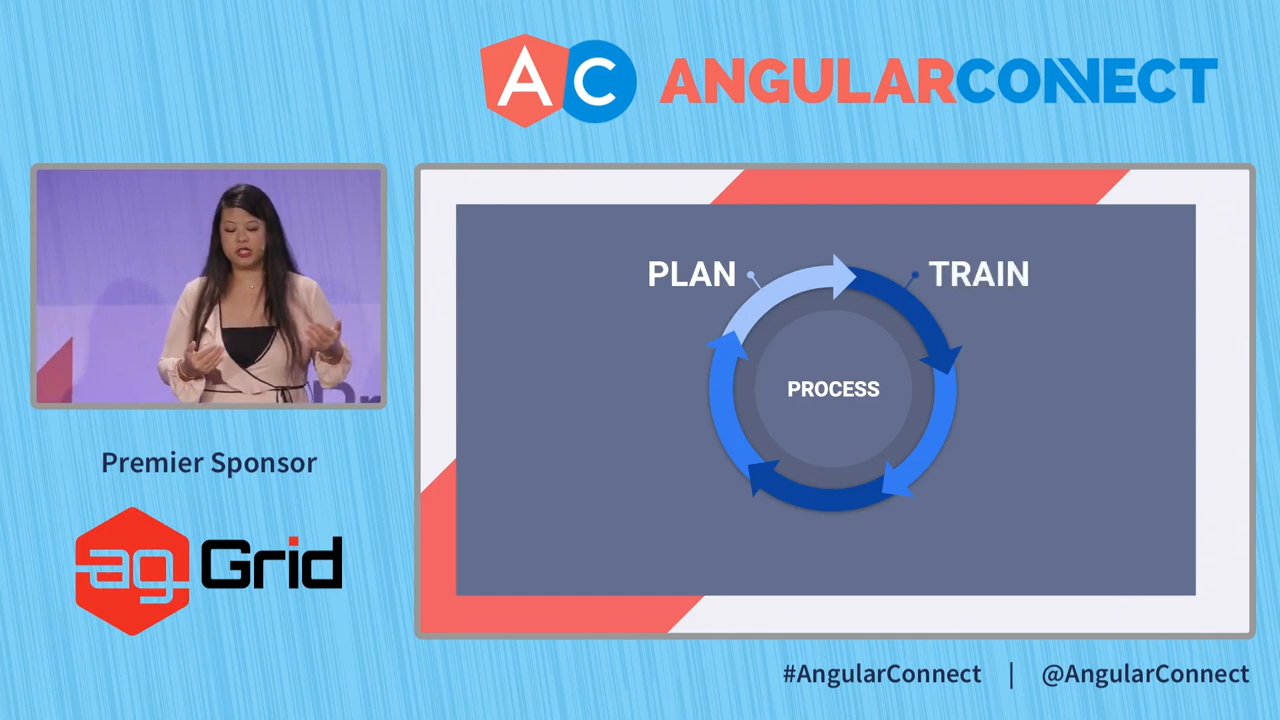 AC ANGULARCONNECT
PLAN
TRAIN
PROCESS
Premier Sponsor
ag Grid
#AngularConnect | @AngularConnect